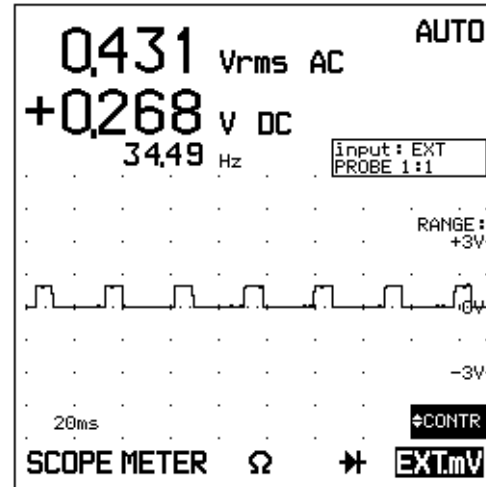 AUTO
0,431 Vrms AC
+0,268 V DC
34,49 Hz
input: EXT
PROBE 1:1
RANGE:
+3V
0V
-3V
20ms
CONTR
SCOPE METER Ω EXT.mV